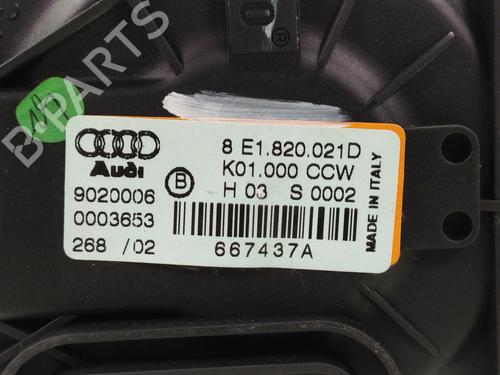 B-PARTS
8 E1.820.021D
K01.000 CCW
H 03 S 0002
Audi
B
9020006
0003653
268 /02
667437A
MADE IN ITALY
B